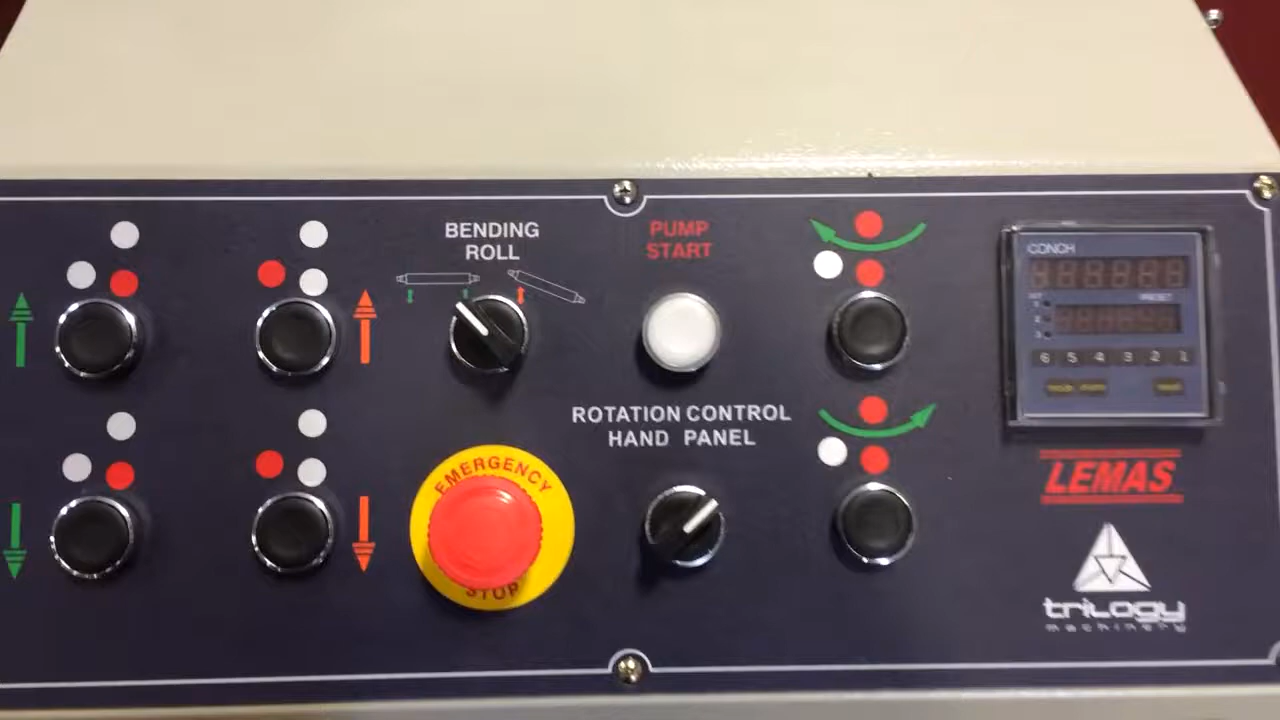 BENDING
ROLL
PUMP
START
CONCH
PRESET
6 5 4 3 2 1
ROTATION CONTROL
HAND PANEL
EMERGENCY
STOP
LEMAS
trilogy
machinery